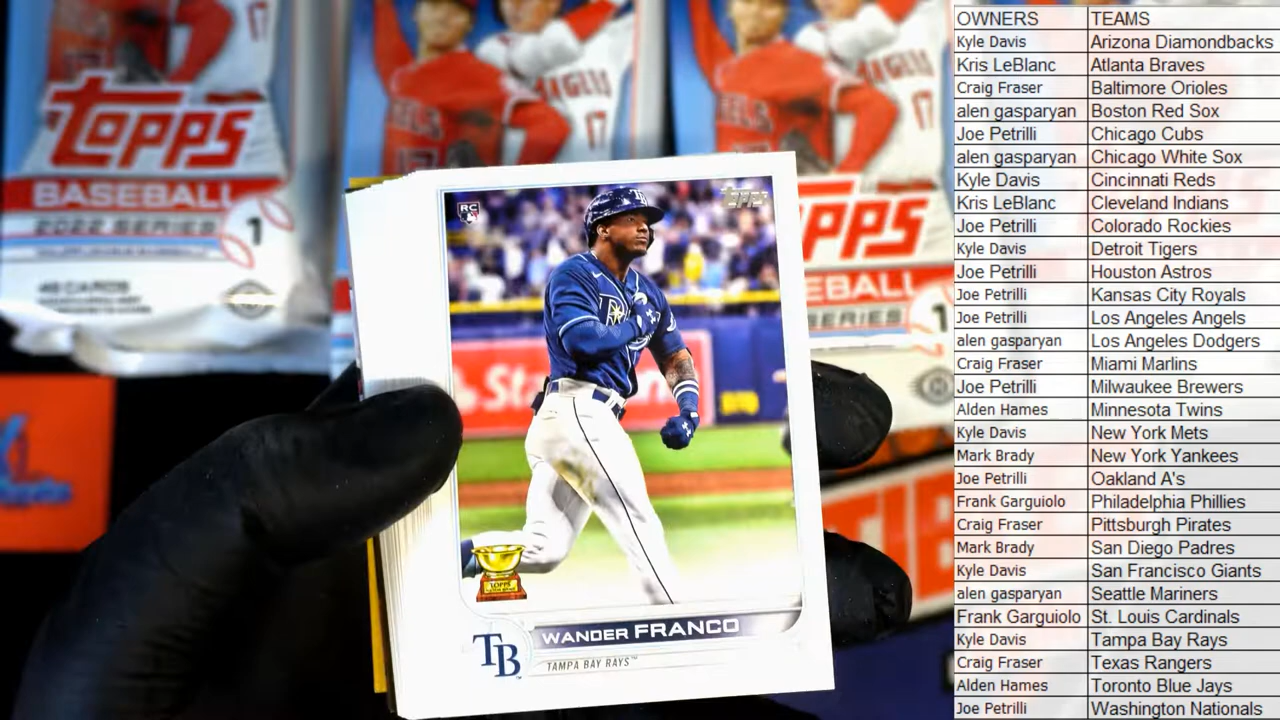 TOPPS
BASEBALL
1
ANGELS
17
17
PPS
EBALL
SERIES
1
RC
TOPPS
TOPPS
WANDER FRANCO
TB
TAMPA BAY RAYS™
OWNERS TEAMS
Kyle Davis Arizona Diamondbacks
Kris LeBlanc Atlanta Braves
Craig Fraser Baltimore Orioles
alen gasparyan Boston Red Sox
Joe Petrilli Chicago Cubs
alen gasparyan Chicago White Sox
Kyle Davis Cincinnati Reds
Kris LeBlanc Cleveland Indians
Joe Petrilli Colorado Rockies
Kyle Davis Detroit Tigers
Joe Petrilli Houston Astros
Joe Petrilli Kansas City Royals
Joe Petrilli Los Angeles Angels
alen gasparyan Los Angeles Dodgers
Craig Fraser Miami Marlins
Joe Petrilli Milwaukee Brewers
Alden Hames Minnesota Twins
Kyle Davis New York Mets
Mark Brady New York Yankees
Joe Petrilli Oakland A's
Frank Garguiolo Philadelphia Phillies
Craig Fraser Pittsburgh Pirates
Mark Brady San Diego Padres
Kyle Davis San Francisco Giants
alen gasparyan Seattle Mariners
Frank Garguiolo St. Louis Cardinals
Kyle Davis Tampa Bay Rays
Craig Fraser Texas Rangers
Alden Hames Toronto Blue Jays
Joe Petrilli Washington Nationals